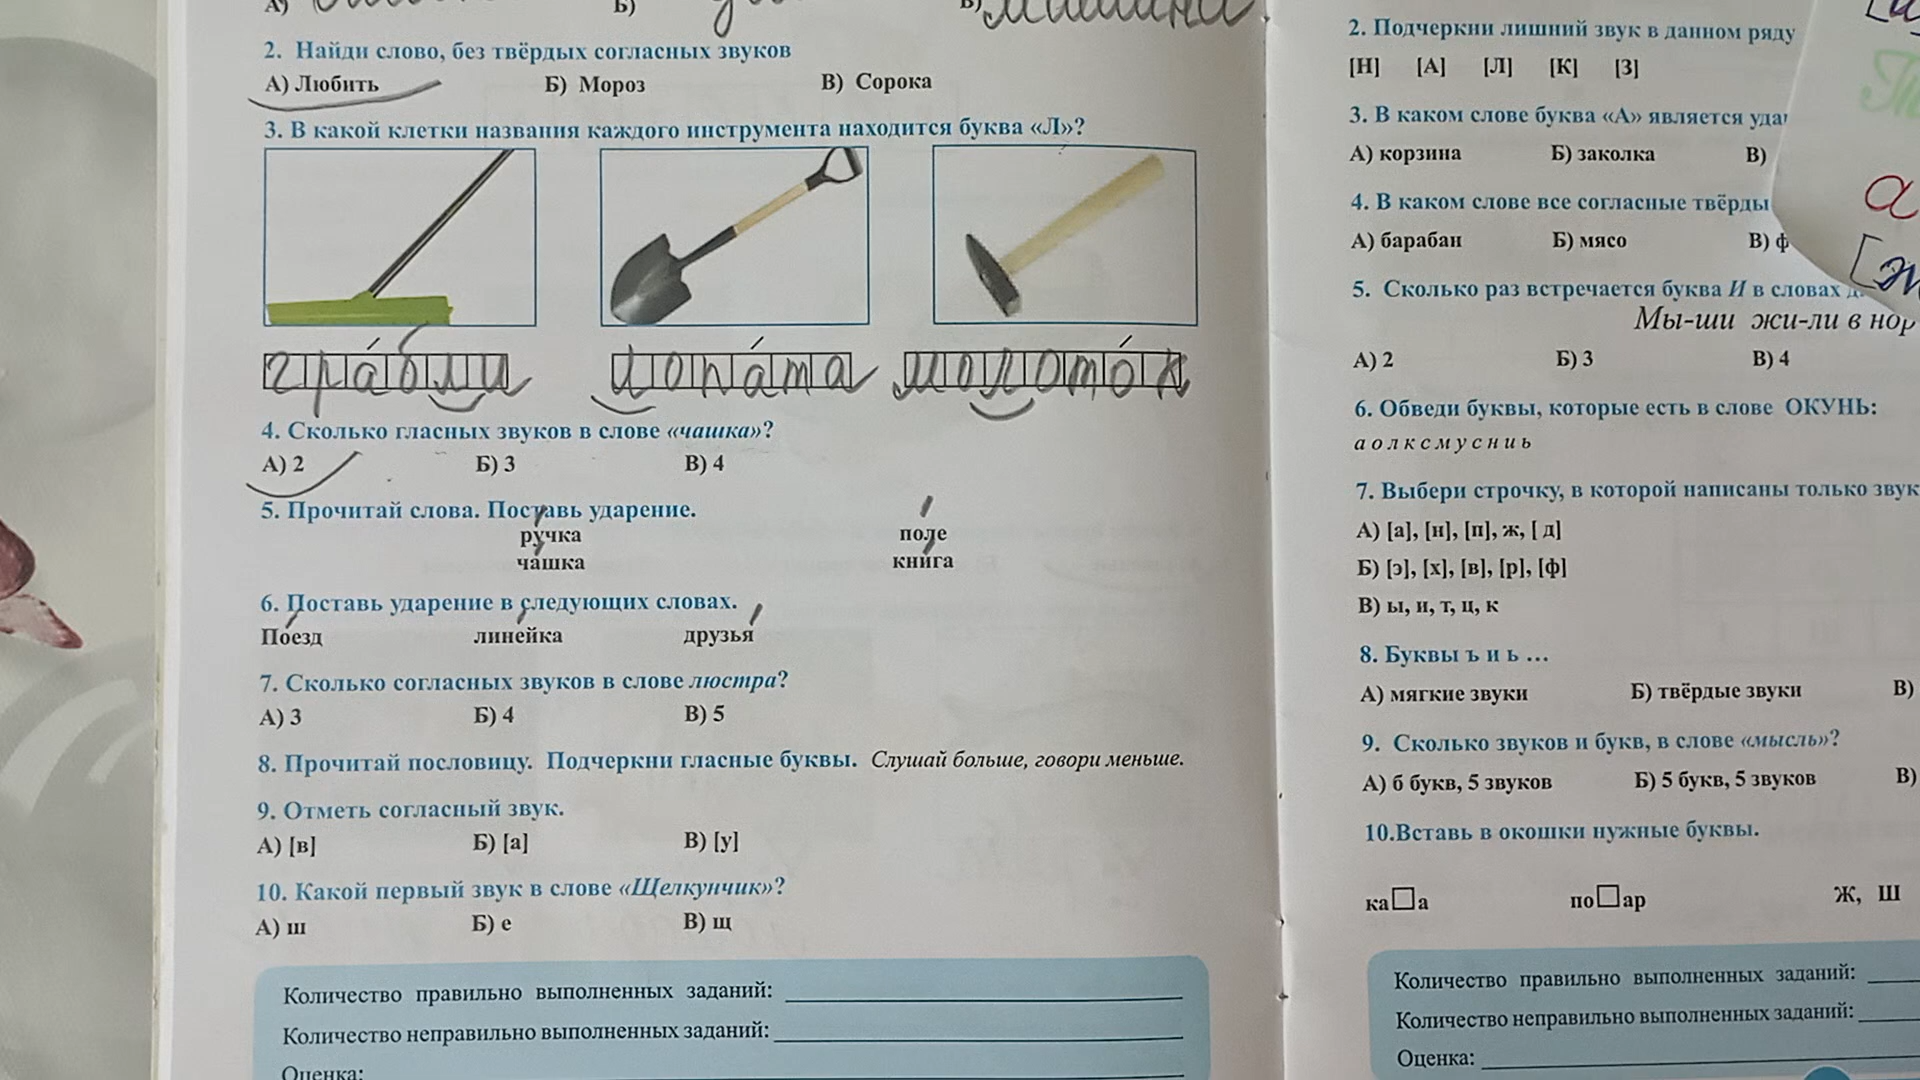 А) Б) В) машина
2. Найди слово, без твёрдых согласных звуков
А) Любить Б) Мороз В) Сорока
3. В какой клетки названия каждого инструмента находится буква «Л»?
грабли лопата молоток
4. Сколько гласных звуков в слове «чашка»?
А) 2 Б) 3 В) 4
5. Прочитай слова. Поставь ударение.
ручка поле
чашка книга
6. Поставь ударение в следующих словах.
Поезд линейка друзья
7. Сколько согласных звуков в слове люстра?
А) 3 Б) 4 В) 5
8. Прочитай пословицу. Подчеркни гласные буквы. Слушай больше, говори меньше.
9. Отметь согласный звук.
А) [в] Б) [а] В) [у]
10. Какой первый звук в слове «Щелкунчик»?
А) ш Б) е В) щ
Количество правильно выполненных заданий:
Количество неправильно выполненных заданий:
Оценка:
2. Подчеркни лишний звук в данном ряду
[Н] [А] [Л] [К] [З]
3. В каком слове буква «А» является
А) корзина Б) заколка В)
4. В каком слове все согласные твёрды
А) барабан Б) мясо В) ф
5. Сколько раз встречается буква И в словах
Мы-ши жи-ли в нор
А) 2 Б) 3 В) 4
6. Обведи буквы, которые есть в слове ОКУНЬ:
а о л к с м у с н и ь
7. Выбери строчку, в которой написаны только звук
А) [а], [н], [п], ж, [ д]
Б) [э], [х], [в], [р], [ф]
В) ы, и, т, ц, к
8. Буквы ъ и ь ...
А) мягкие звуки Б) твёрдые звуки В)
9. Сколько звуков и букв, в слове «мысль»?
А) 6 букв, 5 звуков Б) 5 букв, 5 звуков В)
10.Вставь в окошки нужные буквы.
ка□а по□ар Ж, Ш
Количество правильно выполненных заданий:
Количество неправильно выполненных заданий:
Оценка: